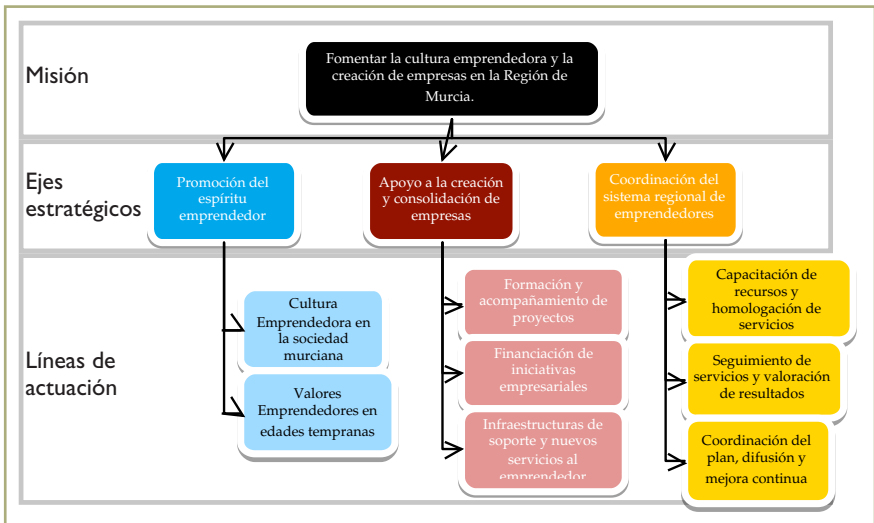 Misión
Fomentar la cultura emprendedora y la
creación de empresas en la Región de
Murcia.
Ejes
estratégicos
Promoción del
espíritu
emprendedor
Apoyo a la creación
y consolidación de
empresas
Coordinación del
sistema regional de
emprendedores
Líneas de
actuación
Cultura
Emprendedora en
la sociedad
murciana
Valores
Emprendedores en
edades tempranas
Formación y
acompañamiento de
proyectos
Financiación de
iniciativas
empresariales
Infraestructuras de
soporte y nuevos
servicios al
emprendedor
Capacitación de
recursos y
homologación de
servicios
Seguimiento de
servicios y valoración
de resultados
Coordinación del
plan, difusión y
mejora continua